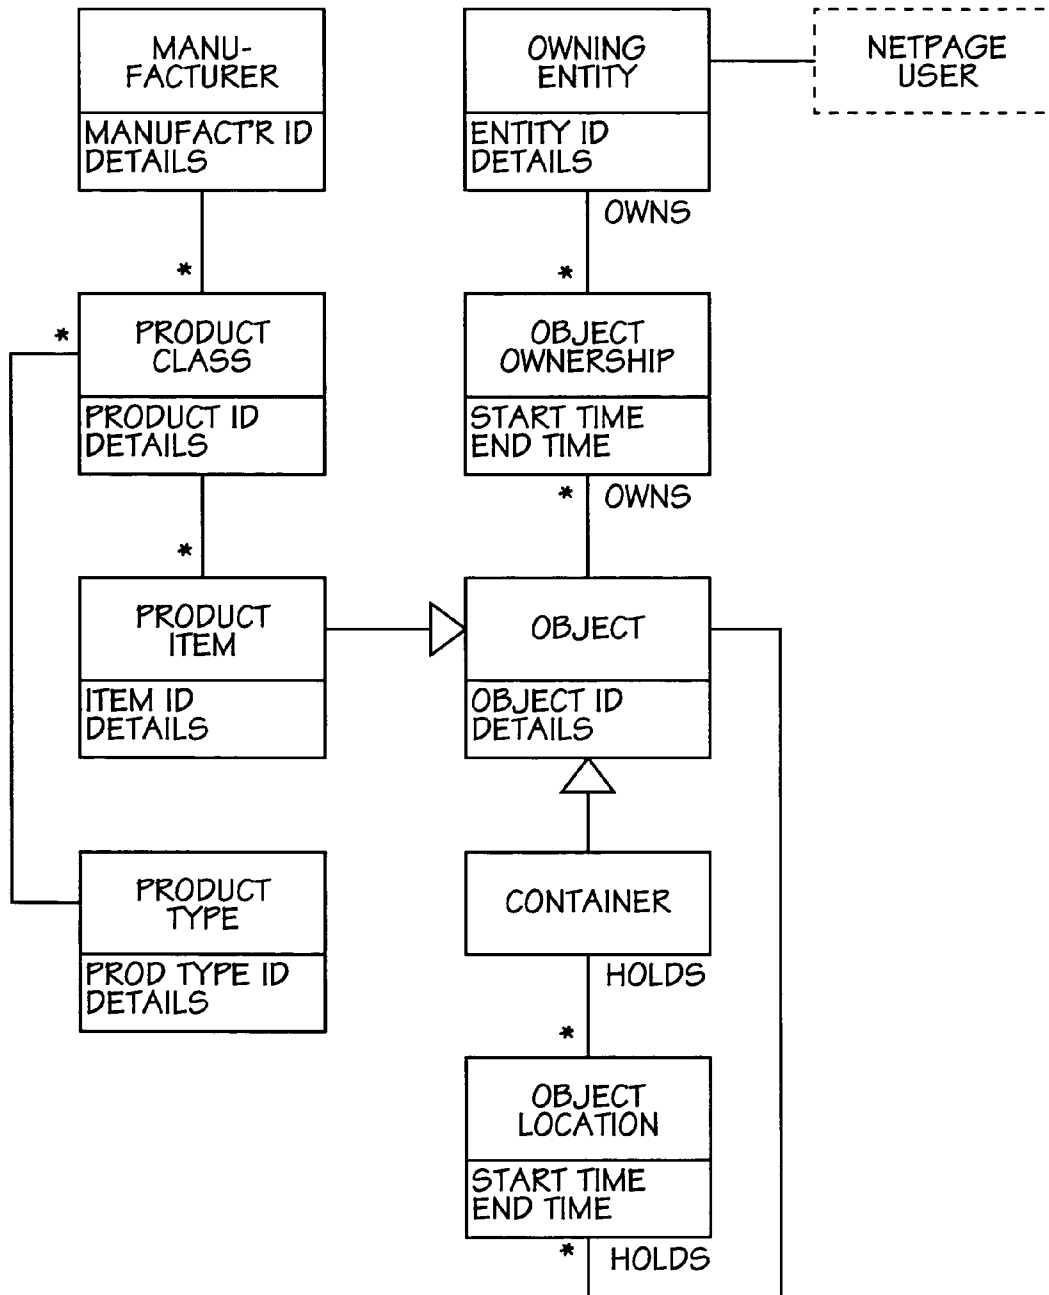 MANU-
FACTURER
MANUFACT'R ID
DETAILS
OWNING
ENTITY
ENTITY ID
DETAILS
NETPAGE
USER
OWNS
*
*
PRODUCT
CLASS
PRODUCT ID
DETAILS
*
OBJECT
OWNERSHIP
START TIME
END TIME
* OWNS
*
PRODUCT
ITEM
ITEM ID
DETAILS
OBJECT
OBJECT ID
DETAILS
PRODUCT
TYPE
PROD TYPE ID
DETAILS
CONTAINER
HOLDS
*
OBJECT
LOCATION
START TIME
END TIME
* HOLDS